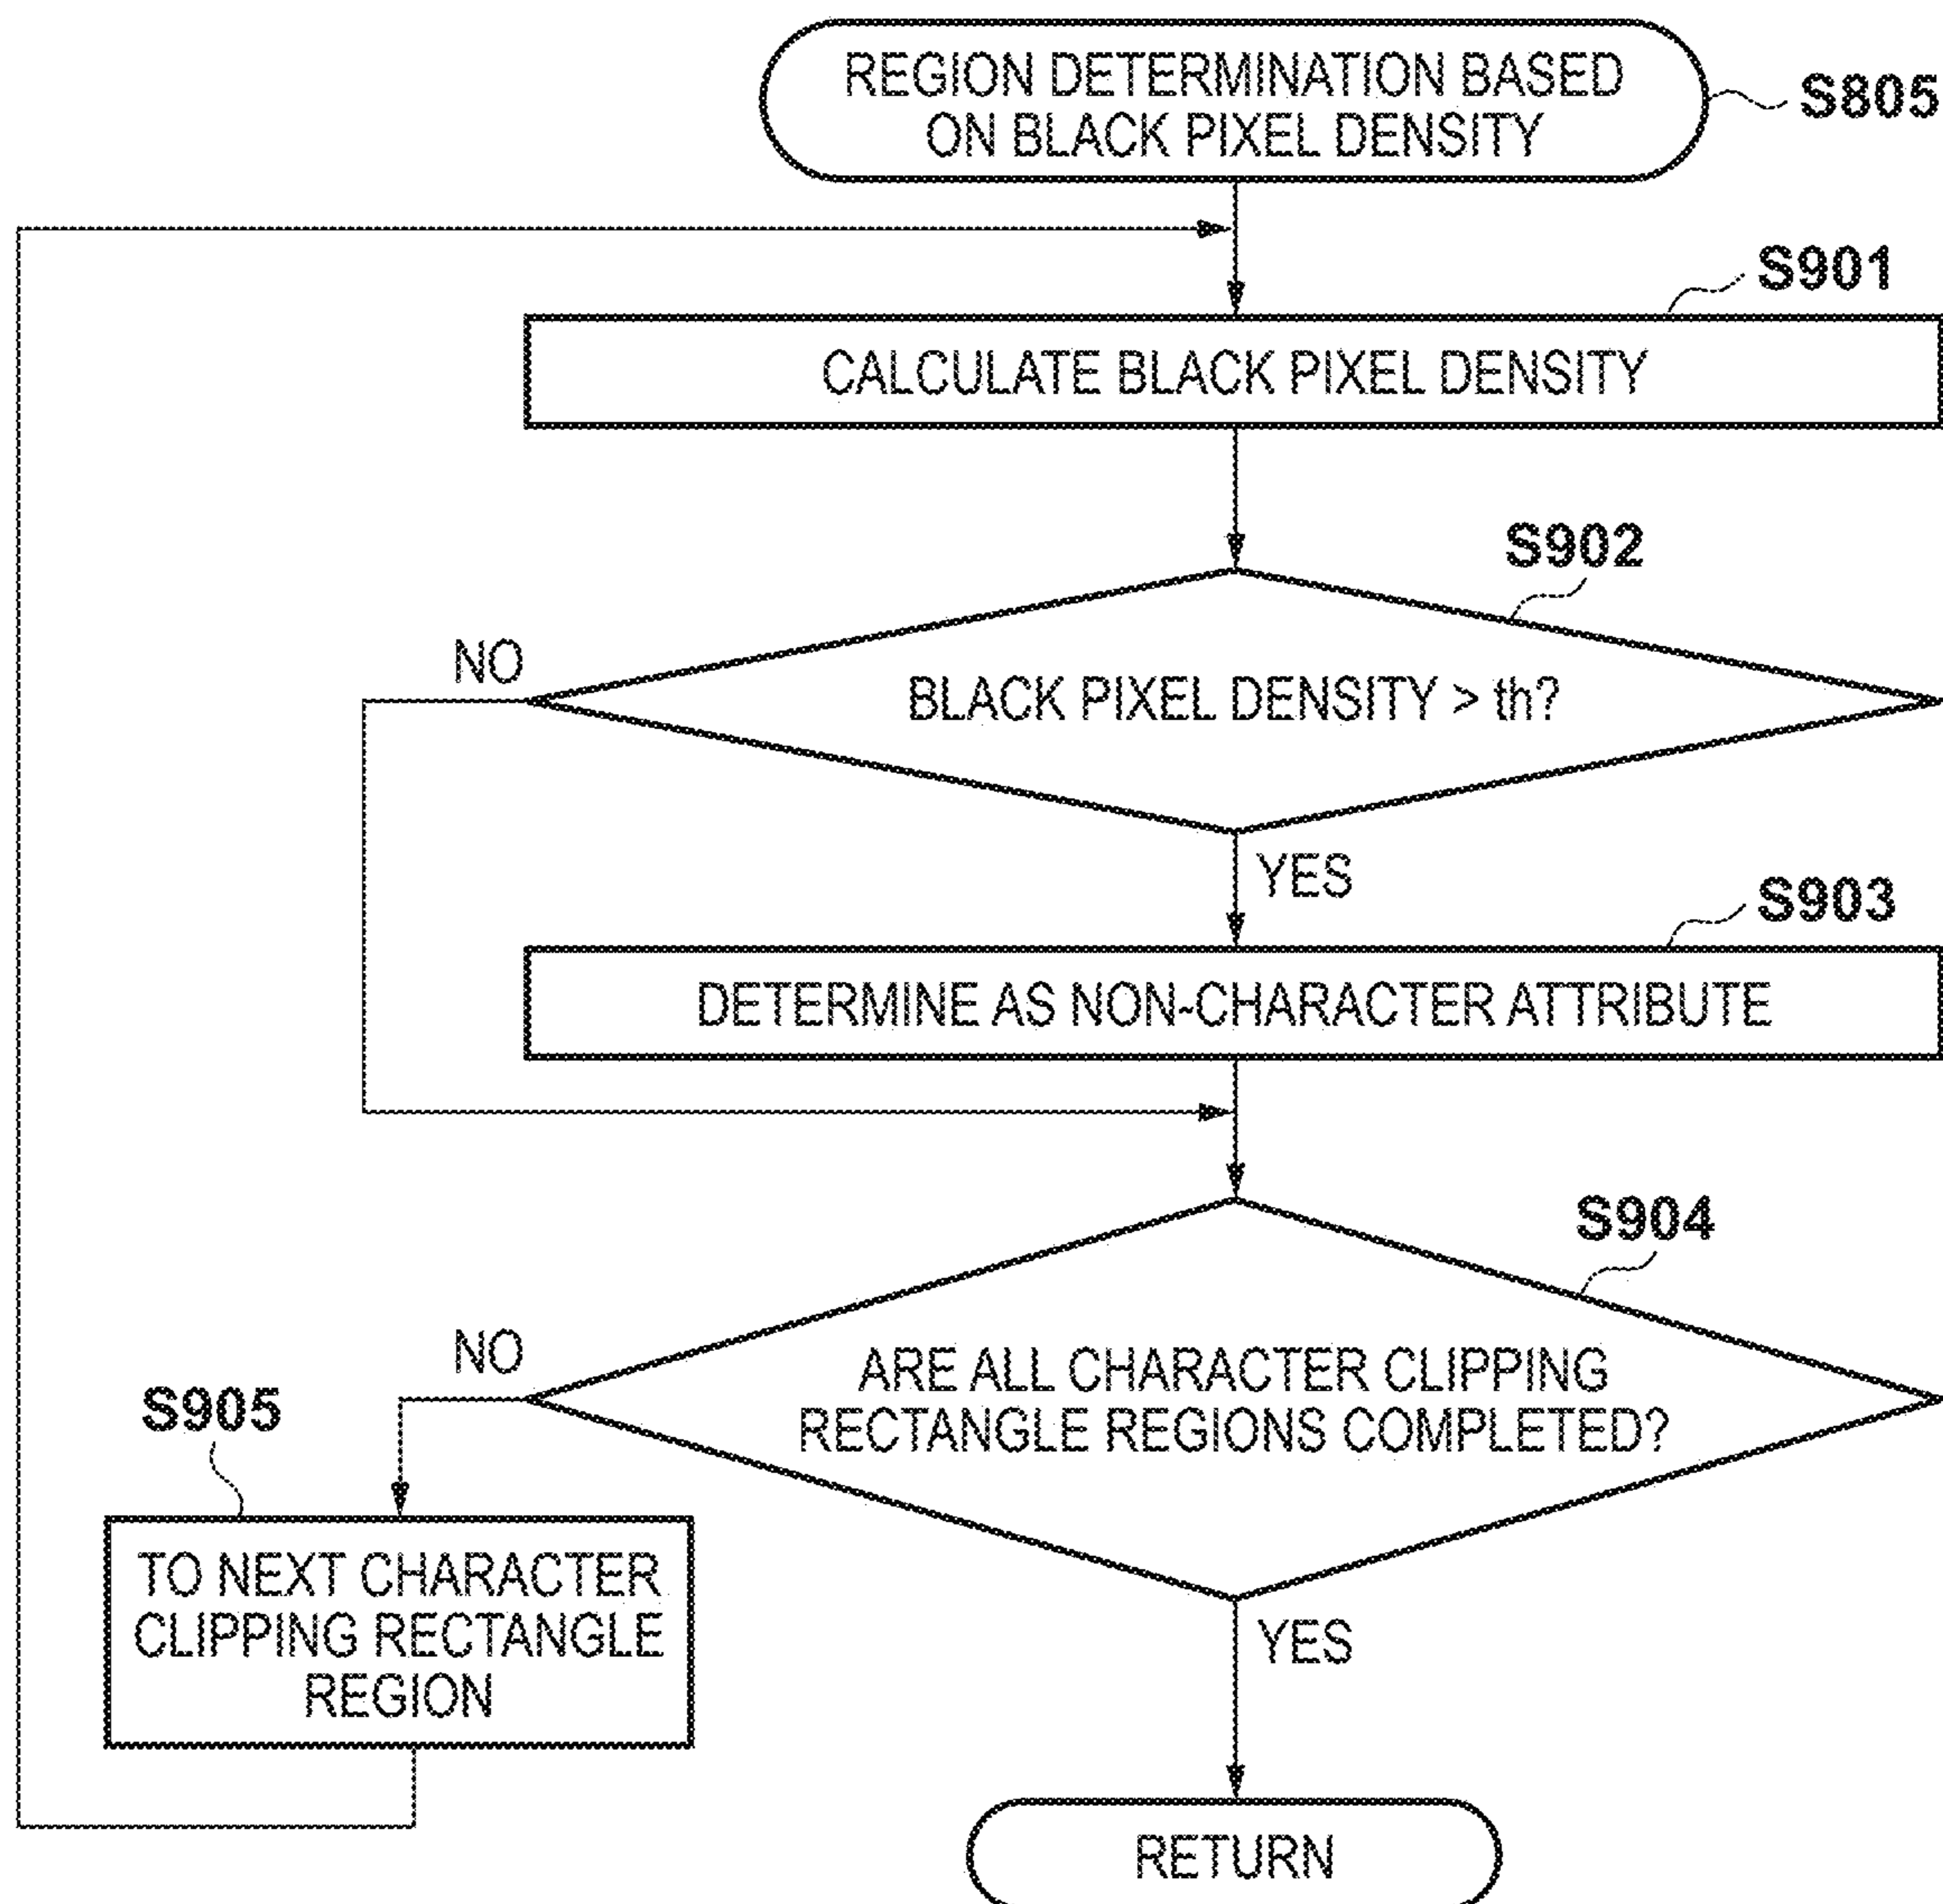 REGION DETERMINATION BASED
ON BLACK PIXEL DENSITY
S805
S901
CALCULATE BLACK PIXEL DENSITY
S902
NO
BLACK PIXEL DENSITY > th?
YES
S903
DETERMINE AS NON-CHARACTER ATTRIBUTE
S904
NO
ARE ALL CHARACTER CLIPPING
RECTANGLE REGIONS COMPLETED?
S905
TO NEXT CHARACTER
CLIPPING RECTANGLE
REGION
YES
RETURN